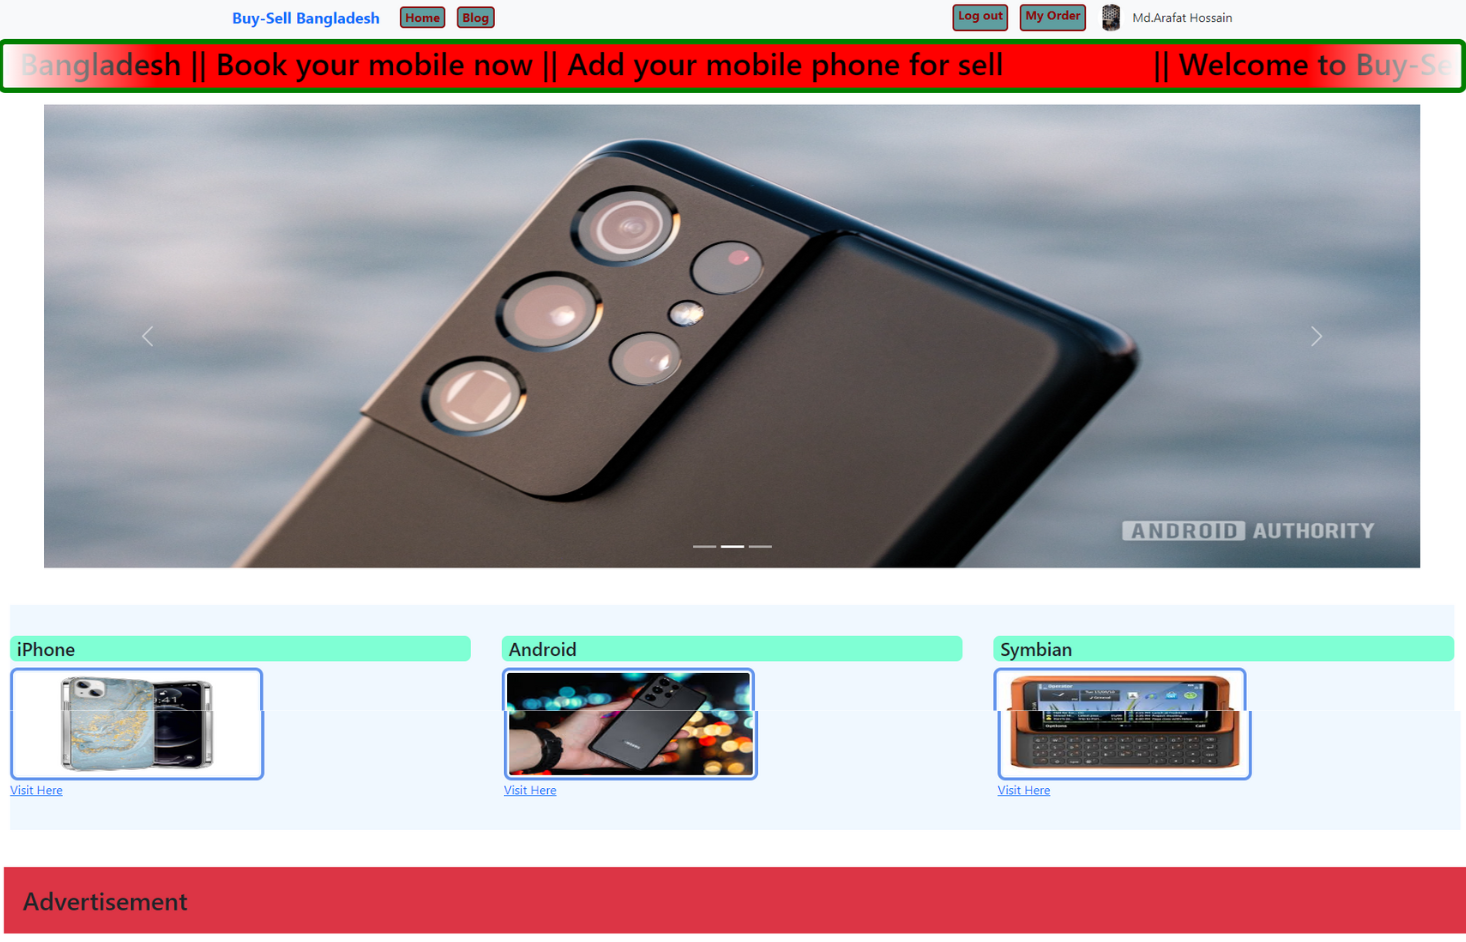 Buy-Sell Bangladesh Home Blog Log out My Order Md.Arafat Hossain
Bangladesh || Book your mobile now || Add your mobile phone for sell || Welcome to Buy-Se
ANDROID AUTHORITY
iPhone
Android
Symbian
Visit Here
Visit Here
Visit Here
Advertisement